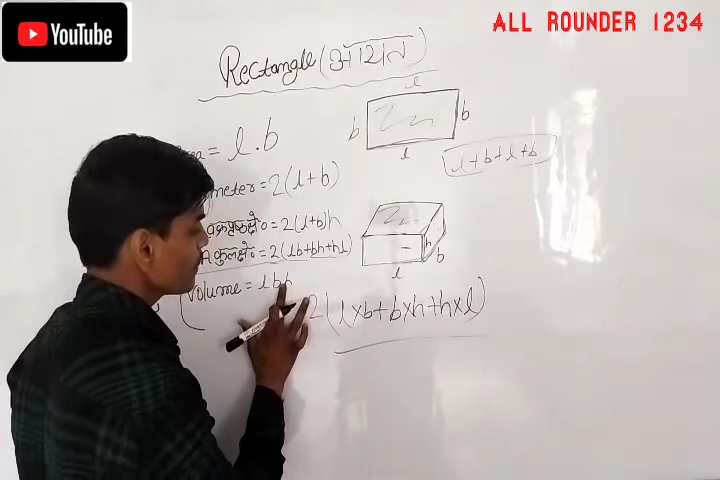 YouTube
ALL ROUNDER 1234
Rectangle (आयत)
= l.b
l
b
b
l
l+b+l+b
meter = 2(l+b)
= 2(l+b)h
= 2(lb+bh+hl)
h
b
l
Volume = lbh
2(l×b+b×h+h×l)